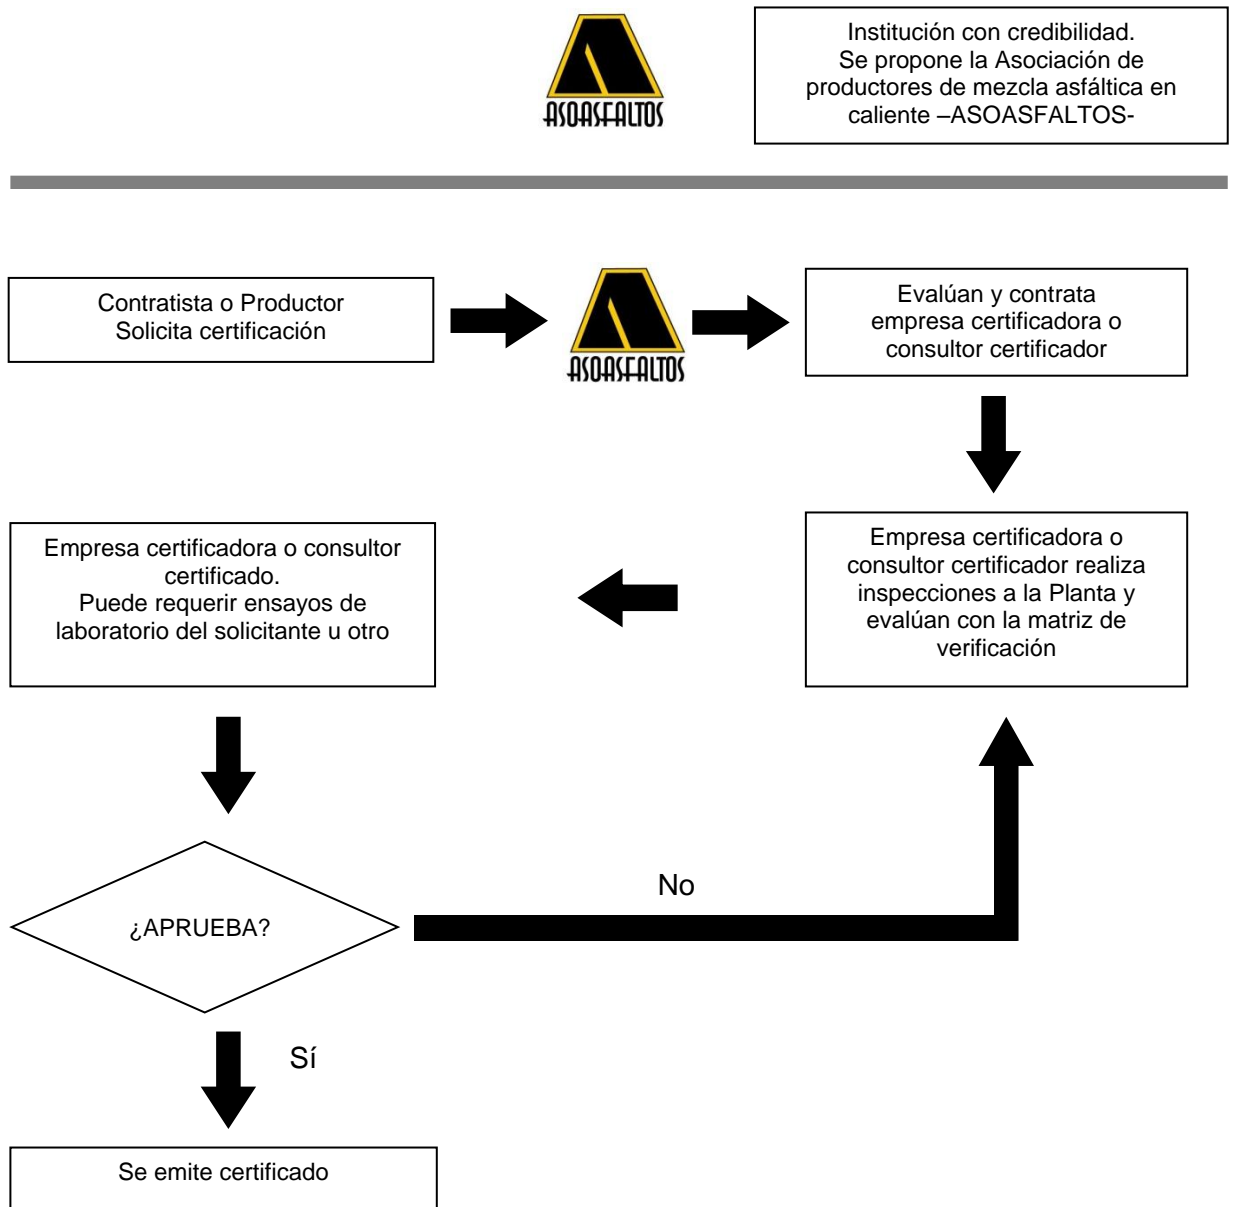 ASOASFALTOS
Institución con credibilidad.
Se propone la Asociación de
productores de mezcla asfáltica en
caliente –ASOASFALTOS-
Contratista o Productor
Solicita certificación
ASOASFALTOS
Evalúan y contrata
empresa certificadora o
consultor certificador
Empresa certificadora o consultor
certificado.
Puede requerir ensayos de
laboratorio del solicitante u otro
Empresa certificadora o
consultor certificador realiza
inspecciones a la Planta y
evalúan con la matriz de
verificación
¿APRUEBA?
No
Sí
Se emite certificado